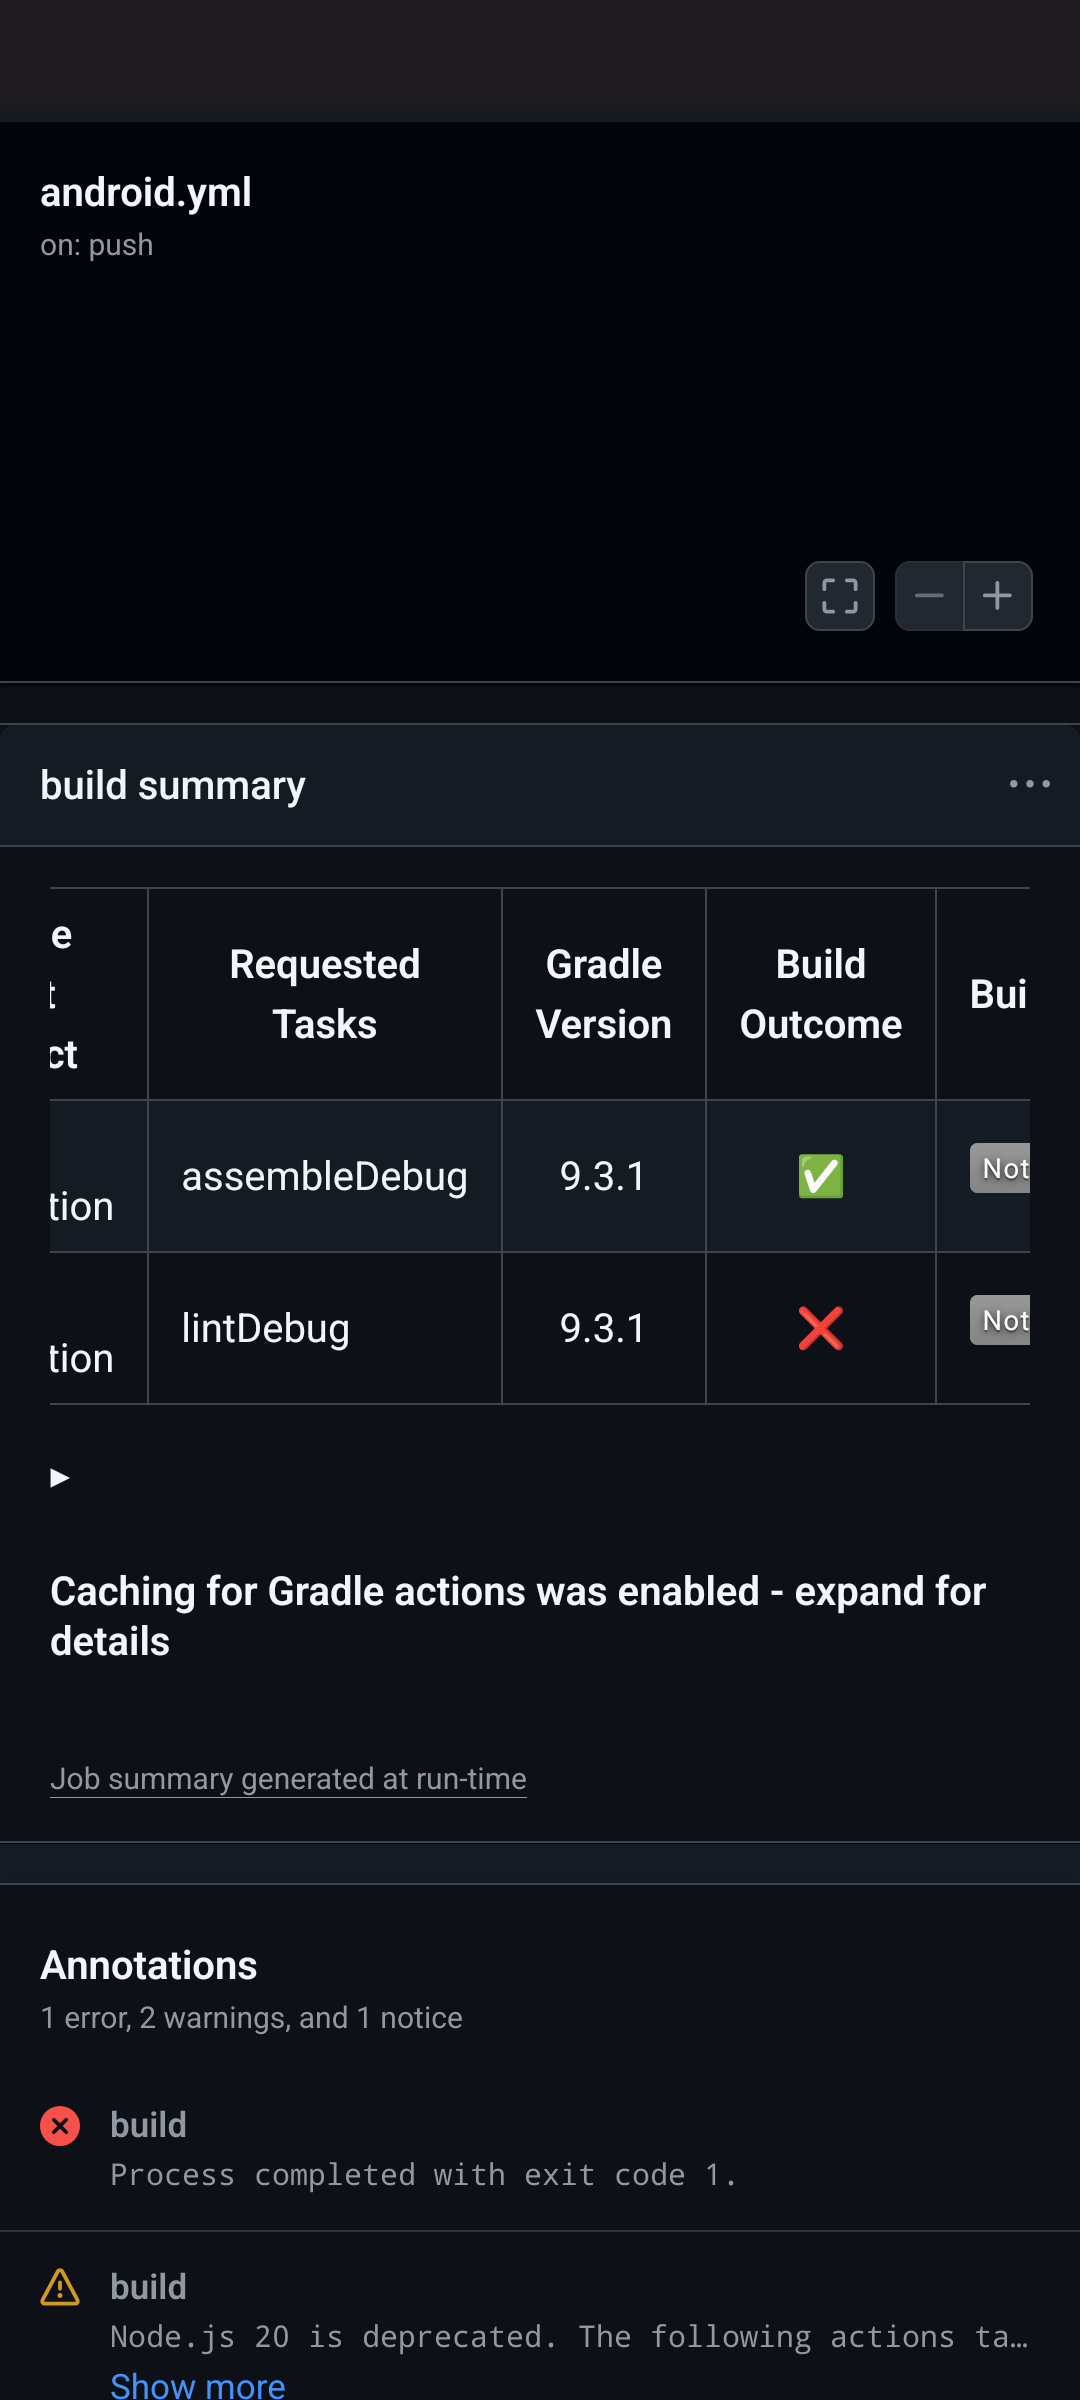 android.yml
on: push
build summary
e
t
ct
Requested
Tasks
Gradle
Version
Build
Outcome
Bui
tion
assembleDebug
9.3.1
✅
Not
tion
lintDebug
9.3.1
❌
Not
Caching for Gradle actions was enabled - expand for
details
Job summary generated at run-time
Annotations
1 error, 2 warnings, and 1 notice
build
Process completed with exit code 1.
build
Node.js 20 is deprecated. The following actions ta…
Show more